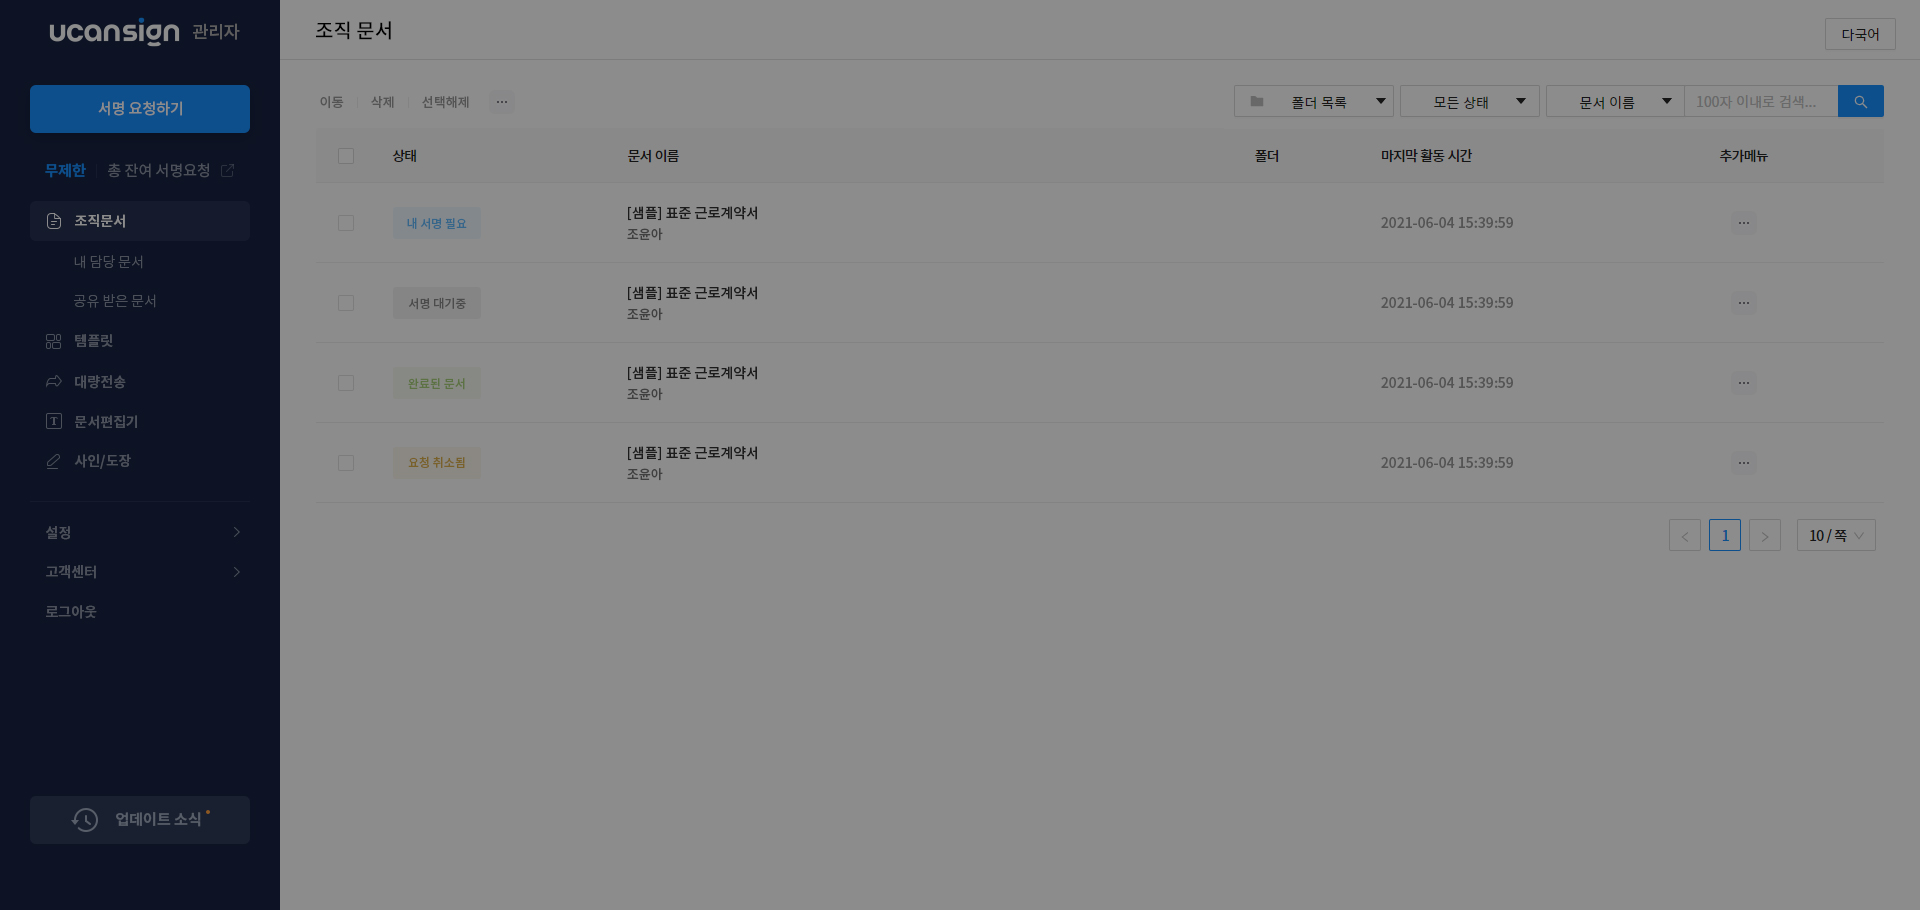 ucansign 관리자
서명 요청하기
무제한 총 잔여 서명요청
조직문서
내 담당 문서
공유 받은 문서
템플릿
대량전송
T 문서편집기
사인/도장
설정
고객센터
로그아웃
업데이트 소식
조직 문서
다국어
이동 삭제 선택해제 ···
폴더 목록 모든 상태 문서 이름 100자 이내로 검색...
상태 문서 이름 폴더 마지막 활동 시간 추가메뉴
내 서명 필요 [샘플] 표준 근로계약서 2021-06-04 15:39:59 ···
조윤아
서명 대기중 [샘플] 표준 근로계약서 2021-06-04 15:39:59 ···
조윤아
완료된 문서 [샘플] 표준 근로계약서 2021-06-04 15:39:59 ···
조윤아
요청 취소됨 [샘플] 표준 근로계약서 2021-06-04 15:39:59 ···
조윤아
< 1 > 10 / 쪽